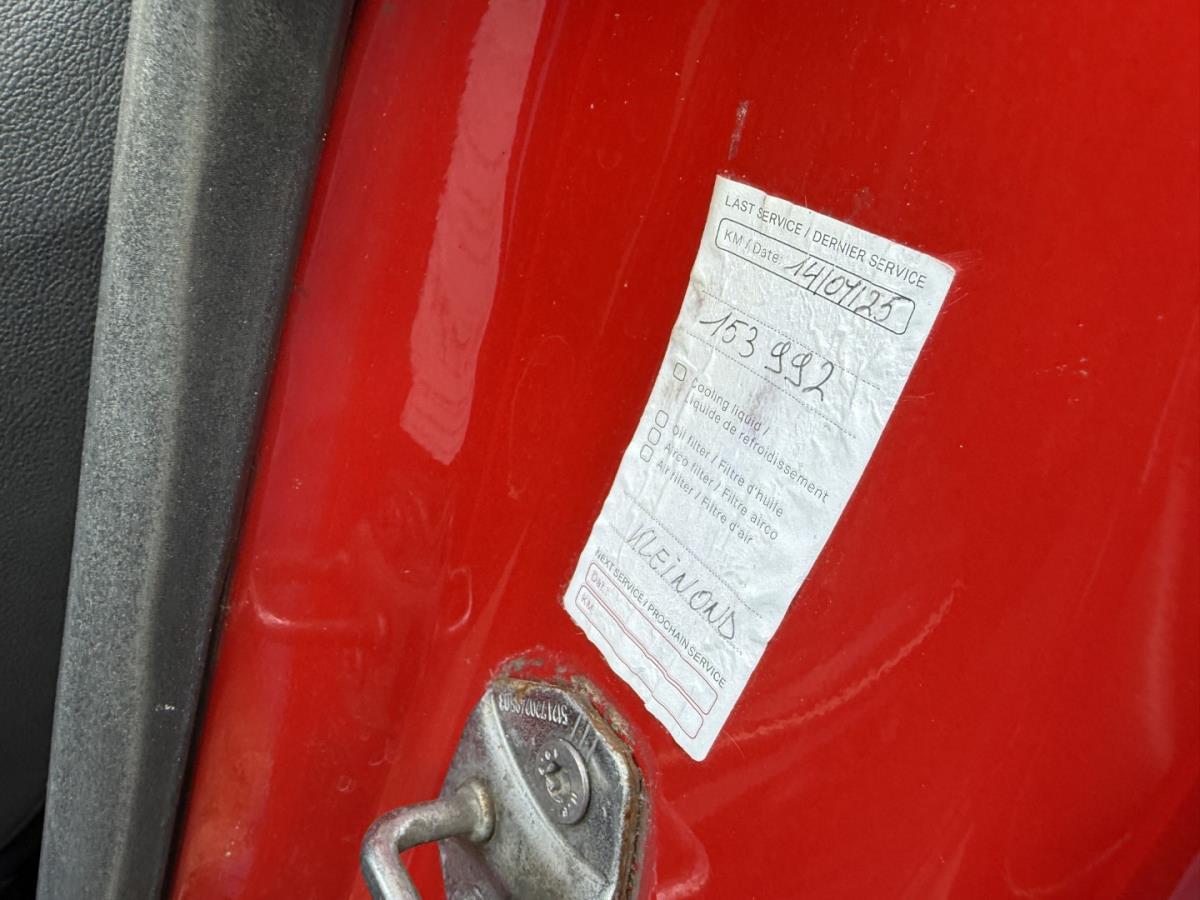 LAST SERVICE / DERNIER SERVICE
KM / Date: 14/04/25
153 992
Cooling liquid /
Liquide de refroidissement
Oil filter / Filtre d'huile
Airco filter / Filtre airco
Air filter / Filtre d'air
KLEINOND
NEXT SERVICE / PROCHAIN SERVICE
Dat.:
KM: